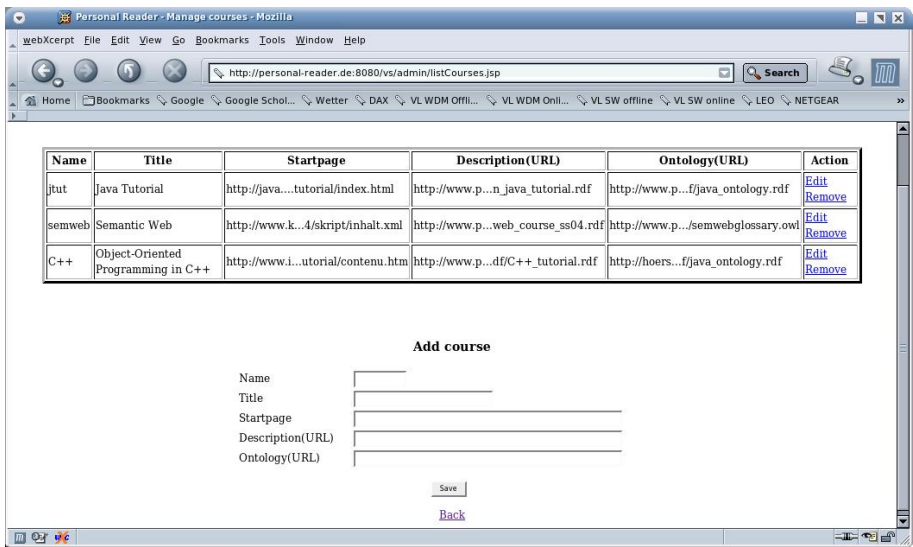 Personal Reader - Manage courses - Mozilla
webXcerpt File Edit View Go Bookmarks Tools Window Help
http://personal-reader.de:8080/vs/admin/listCourses.jsp Search
Home Bookmarks Google Google Schol... Wetter DAX VL WDM Offli... VL WDM Onli... VL SW offline VL SW online LEO NETGEAR »
Name Title Startpage Description(URL) Ontology(URL) Action
jtut Java Tutorial http://java....tutorial/index.html http://www.p...n_java_tutorial.rdf http://www.p...f/java_ontology.rdf Edit
Remove
semweb Semantic Web http://www.k...4/skript/inhalt.xml http://www.p...web_course_ss04.rdf http://www.p.../semwebglossary.owl Edit
Remove
C++ Object-Oriented http://www.i...utorial/contenu.htm http://www.p...df/C++_tutorial.rdf http://hoers...f/java_ontology.rdf Edit
Programming in C++ Remove
Add course
Name
Title
Startpage
Description(URL)
Ontology(URL)
Save
Back